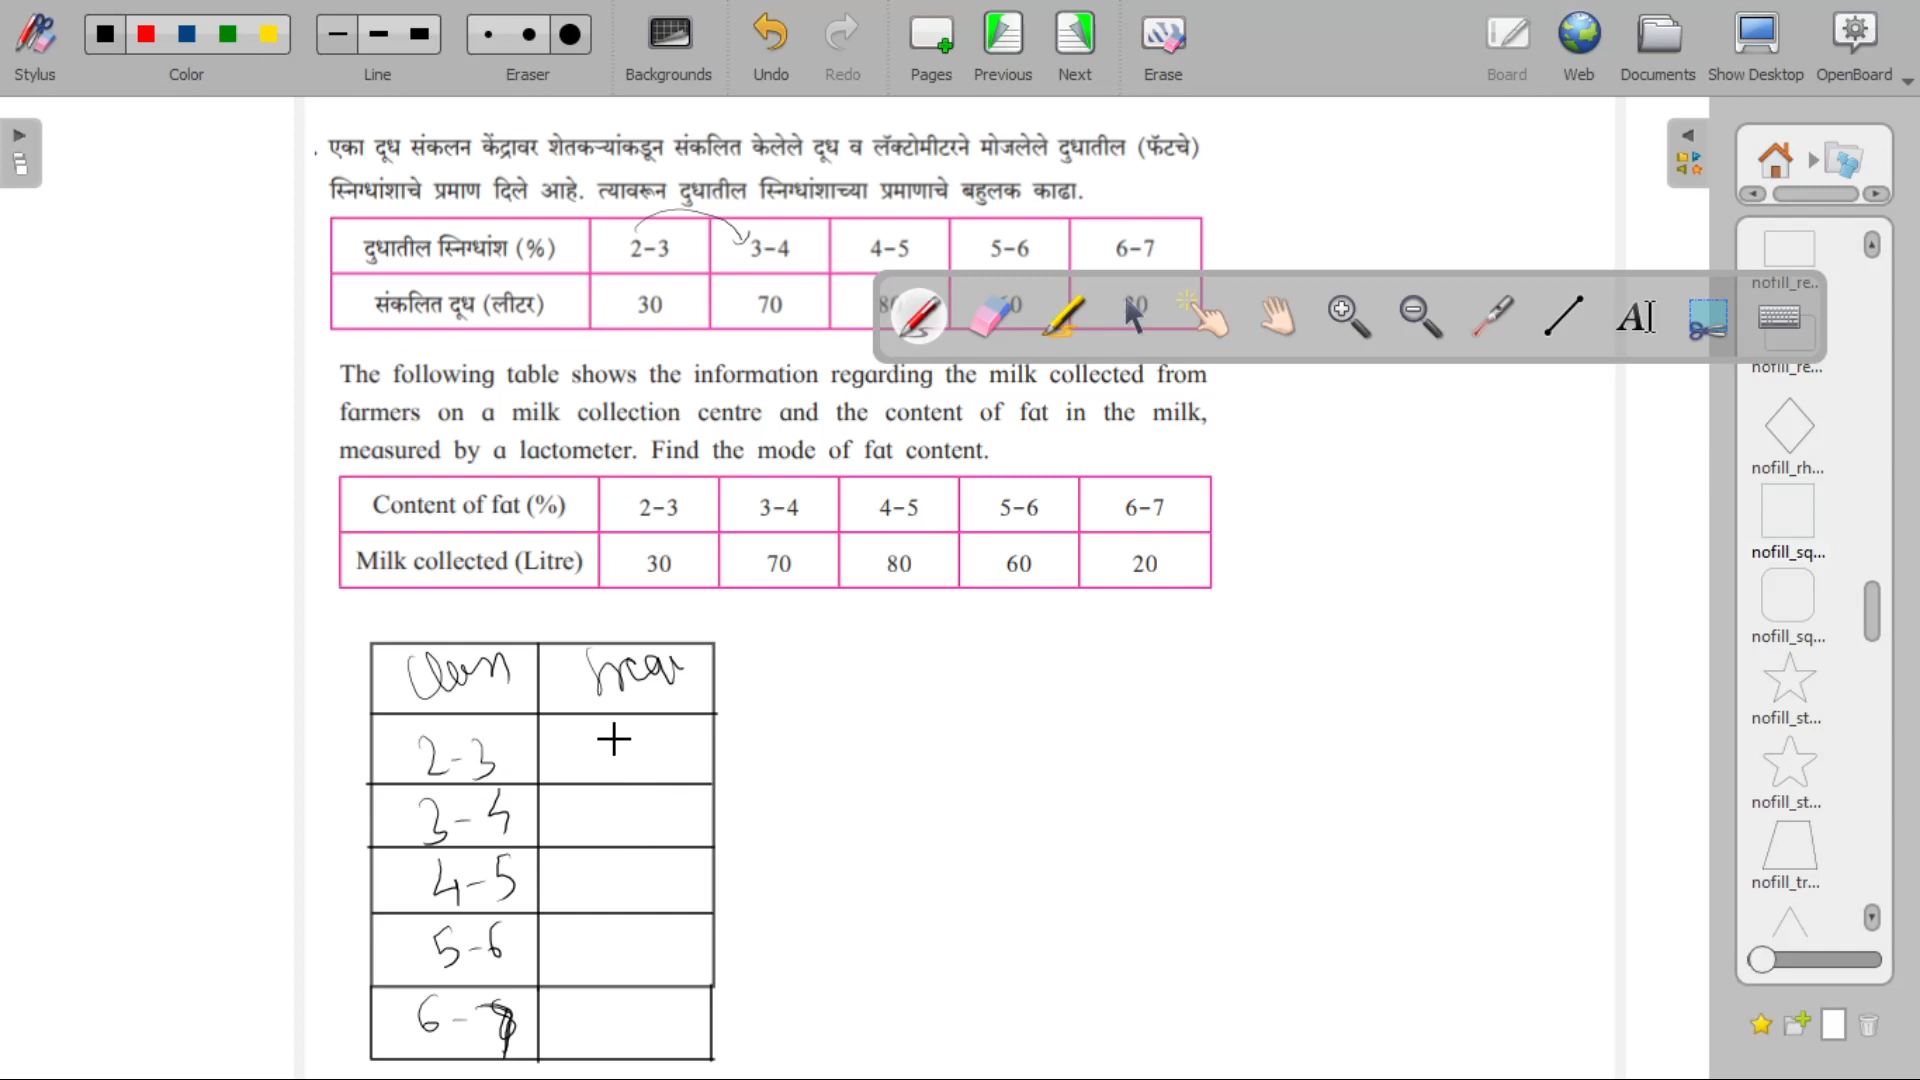 Stylus Color Line Eraser Backgrounds Undo Redo Pages Previous Next Erase Board Web Documents Show Desktop OpenBoard
. एका दूध संकलन केंद्रावर शेतकऱ्यांकडून संकलित केलेले दूध व लॅक्टोमीटरने मोजलेले दुधातील (फॅटचे)
स्निग्धांशाचे प्रमाण दिले आहे. त्यावरून दुधातील स्निग्धांशाच्या प्रमाणाचे बहुलक काढा.
दुधातील स्निग्धांश (%) 2-3 3-4 4-5 5-6 6-7
संकलित दूध (लीटर) 30 70
The following table shows the information regarding the milk collected from
farmers on a milk collection centre and the content of fat in the milk,
measured by a lactometer. Find the mode of fat content.
Content of fat (%) 2-3 3-4 4-5 5-6 6-7
Milk collected (Litre) 30 70 80 60 20
Class
2-3
3-4
4-5
5-6
6-7
nofill_re..
nofill_re...
nofill_rh...
nofill_sq...
nofill_sq...
nofill_st...
nofill_st...
nofill_tr...